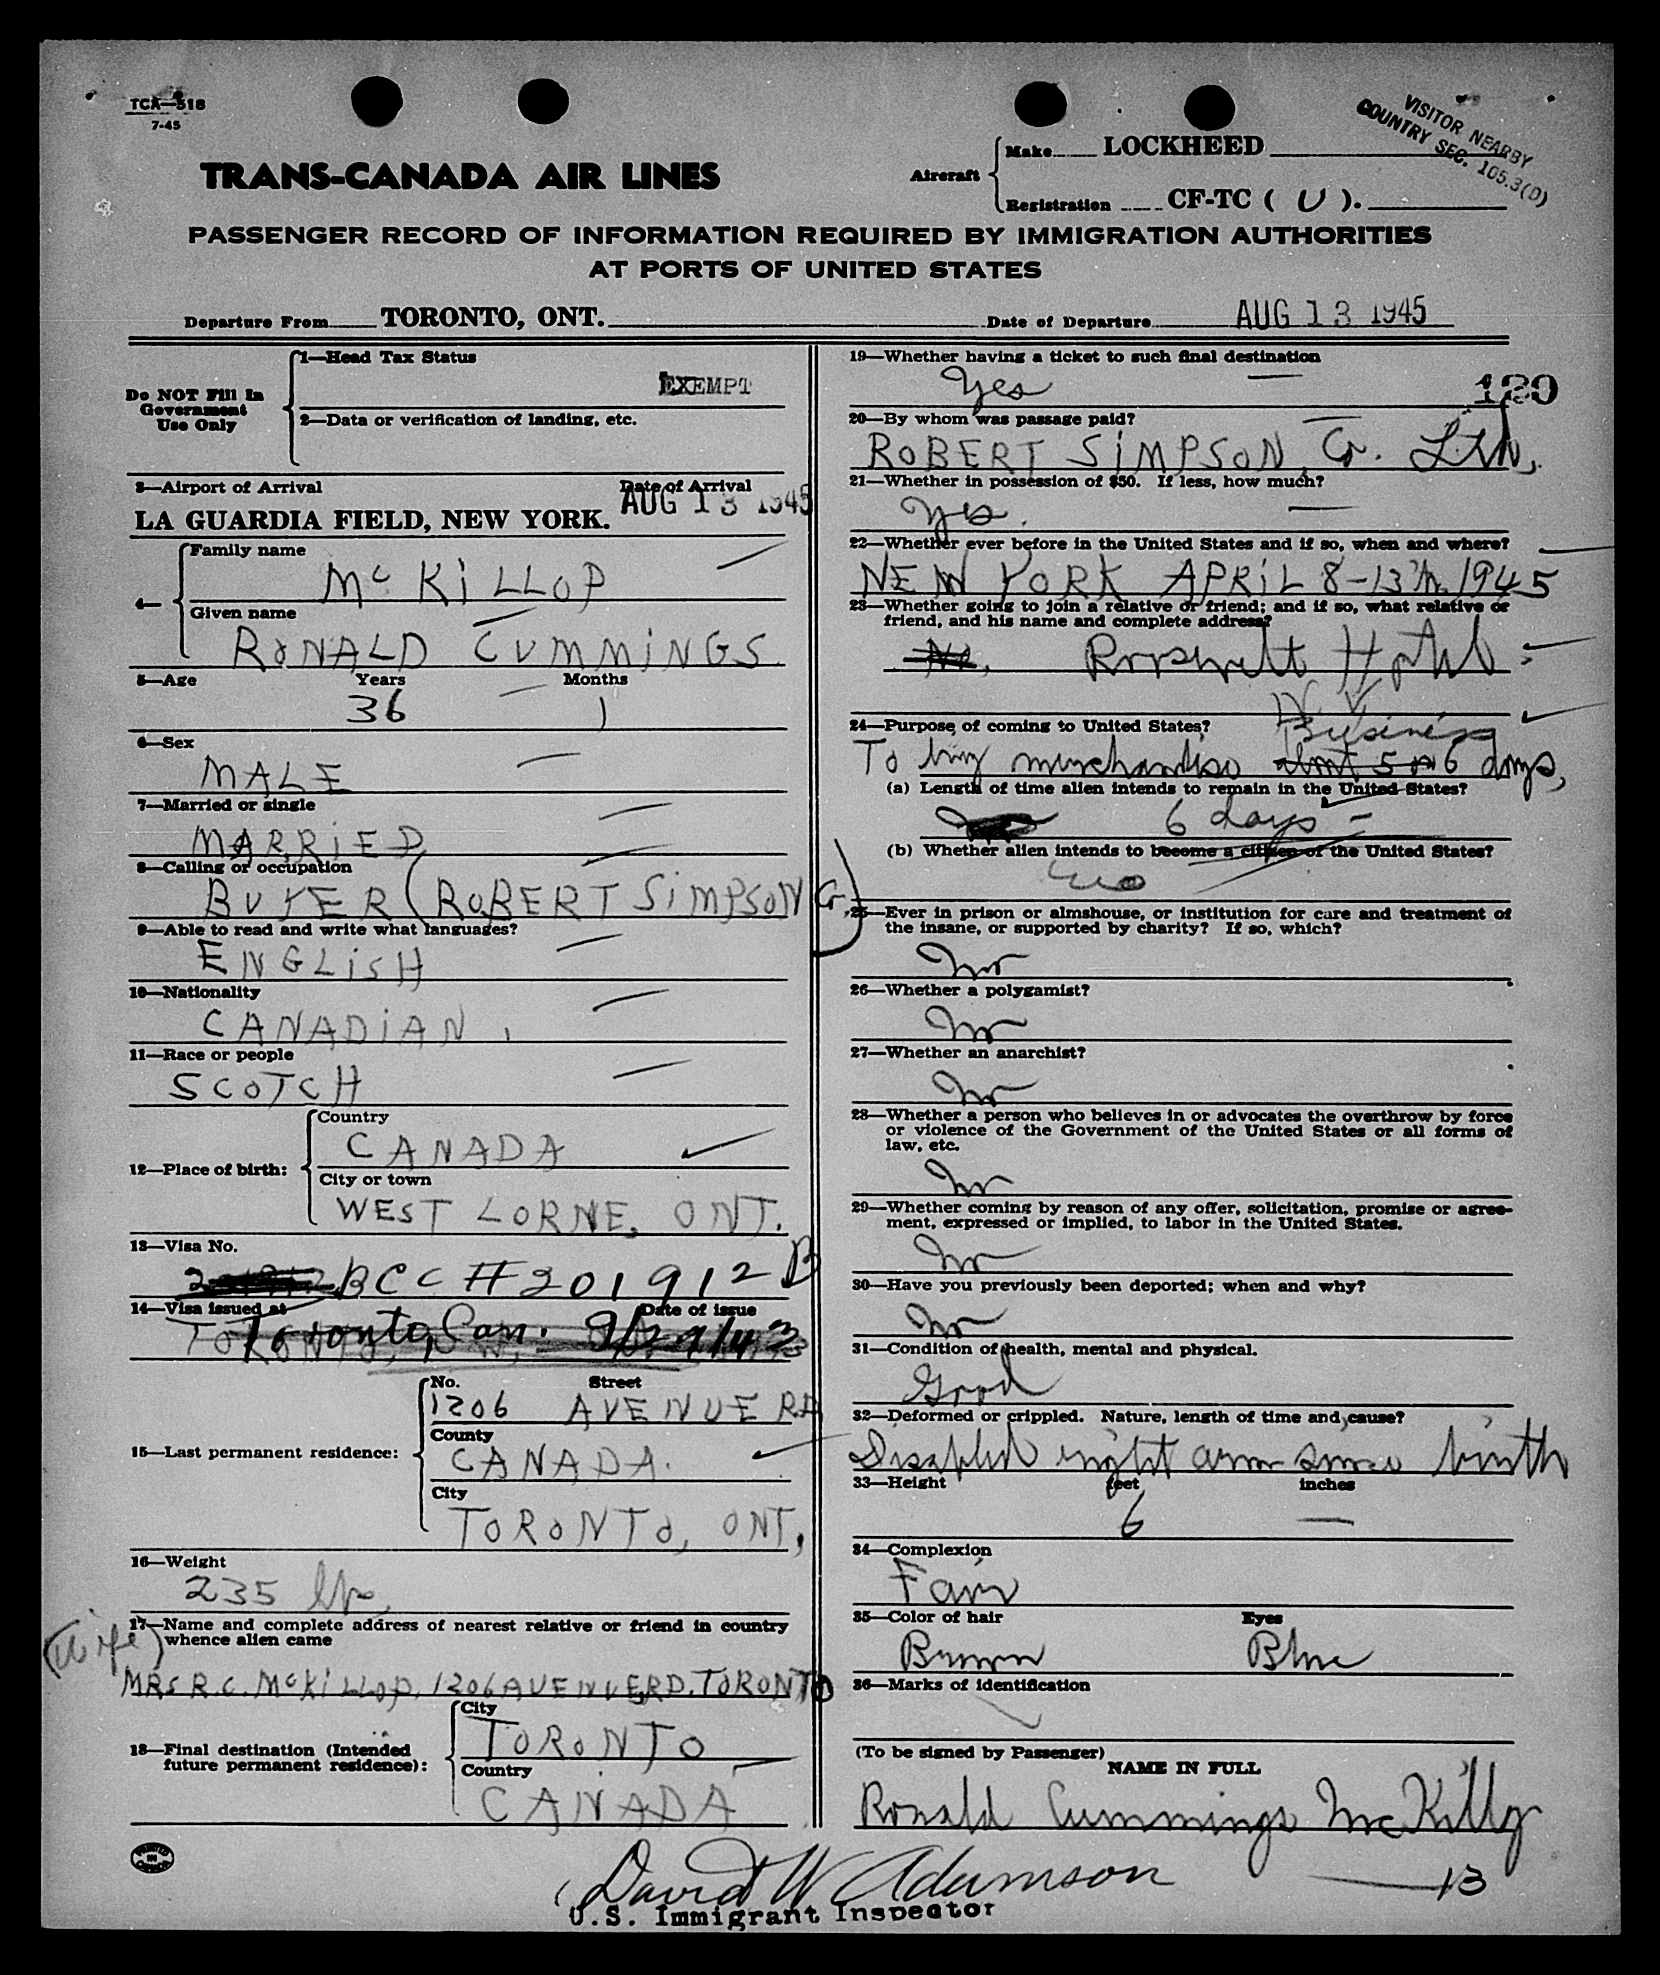 TCA—518
7-45
VISITOR NEARBY
COUNTRY SEC. 105.3(D)
TRANS-CANADA AIR LINES
Aircraft
Make LOCKHEED
Registration CF-TC ( U ).
PASSENGER RECORD OF INFORMATION REQUIRED BY IMMIGRATION AUTHORITIES
AT PORTS OF UNITED STATES
Departure From TORONTO, ONT. Date of Departure AUG 13 1945
Do NOT Fill In
Government
Use Only
1—Head Tax Status
EXEMPT
2—Data or verification of landing, etc.
3—Airport of Arrival Date of Arrival
LA GUARDIA FIELD, NEW YORK. AUG 13 1945
4—
Family name
McKILLOP
Given name
RONALD CUMMINGS
5—Age Years Months
36 1
6—Sex
MALE
7—Married or single
MARRIED
8—Calling or occupation
BUYER (ROBERT SIMPSON Co.)
9—Able to read and write what languages?
ENGLISH
10—Nationality
CANADIAN
11—Race or people
SCOTCH
12—Place of birth:
Country
CANADA
City or town
WEST LORNE, ONT.
13—Visa No.
BCC #201912 B
14—Visa issued at Date of issue
Toronto, Can. 9/29/43
15—Last permanent residence:
No. Street
1206 AVENUE RD
County
CANADA.
City
TORONTO, ONT,
16—Weight
235 lbs.
17—Name and complete address of nearest relative or friend in country
whence alien came
(Wife)
MRS R.C. McKILLOP, 1206 AVENUE RD. TORONTO
18—Final destination (Intended
future permanent residence):
City
TORONTO
Country
CANADA
19—Whether having a ticket to such final destination
Yes —
120
20—By whom was passage paid?
ROBERT SIMPSON Co. Ltd,
21—Whether in possession of $50. If less, how much?
Yes. —
22—Whether ever before in the United States and if so, when and where?
NEW YORK APRIL 8-13th. 1945
23—Whether going to join a relative or friend; and if so, what relative or
friend, and his name and complete address?
No, Roosevelt Hotel
N.Y.
24—Purpose of coming to United States?
Business
To buy merchandise about 5 or 6 days,
(a) Length of time alien intends to remain in the United States?
6 days
(b) Whether alien intends to become a citizen of the United States?
no
25—Ever in prison or almshouse, or institution for care and treatment of
the insane, or supported by charity? If so, which?
No
26—Whether a polygamist?
No
27—Whether an anarchist?
No
28—Whether a person who believes in or advocates the overthrow by force
or violence of the Government of the United States or all forms of
law, etc.
No
29—Whether coming by reason of any offer, solicitation, promise or agree-
ment, expressed or implied, to labor in the United States.
No
30—Have you previously been deported; when and why?
No
31—Condition of health, mental and physical.
Good
32—Deformed or crippled. Nature, length of time and cause?
Disabled right arm since birth
33—Height feet inches
6 —
34—Complexion
Fair
35—Color of hair Eyes
Brown Blue
36—Marks of identification
(To be signed by Passenger)
NAME IN FULL
Ronald Cummings McKillop
David W Adamson
13
U.S. Immigrant Inspector
PRINTED
IN
CANADA